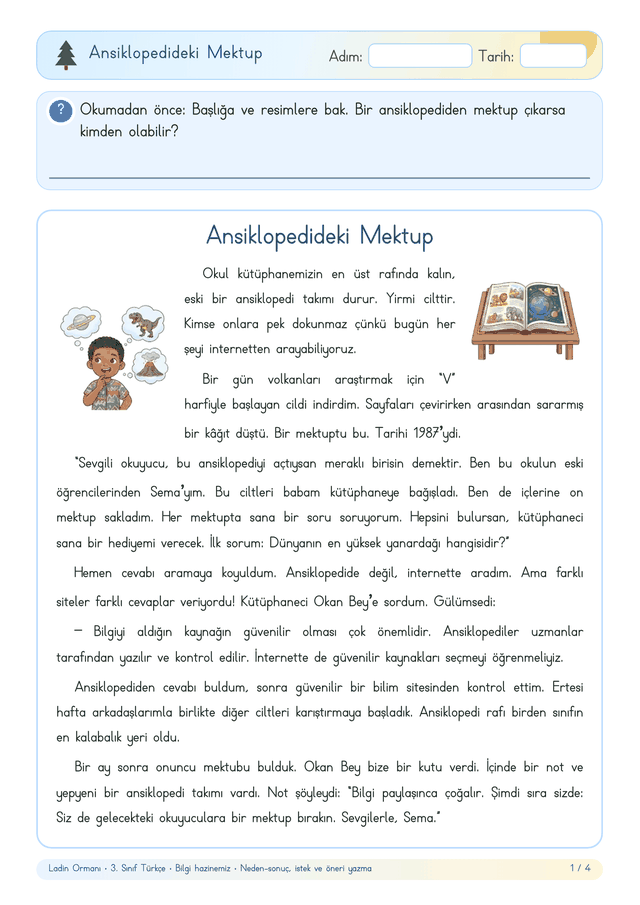 Ansiklopedideki Mektup
Adım:
Tarih:
? Okumadan önce: Başlığa ve resimlere bak. Bir ansiklopediden mektup çıkarsa
kimden olabilir?
Ansiklopedideki Mektup
Okul kütüphanemizin en üst rafında kalın,
eski bir ansiklopedi takımı durur. Yirmi cilttir.
Kimse onlara pek dokunmaz çünkü bugün her
şeyi internetten arayabiliyoruz.
Bir gün volkanları araştırmak için "V"
harfiyle başlayan cildi indirdim. Sayfaları çevirirken arasından sararmış
bir kâğıt düştü. Bir mektuptu bu. Tarihi 1987'ydi.
"Sevgili okuyucu, bu ansiklopediyi açtıysan meraklı birisin demektir. Ben bu okulun eski
öğrencilerinden Sema'yım. Bu ciltleri babam kütüphaneye bağışladı. Ben de içlerine on
mektup sakladım. Her mektupta sana bir soru soruyorum. Hepsini bulursan, kütüphaneci
sana bir hediyemi verecek. İlk sorum: Dünyanın en yüksek yanardağı hangisidir?"
Hemen cevabı aramaya koyuldum. Ansiklopedide değil, internette aradım. Ama farklı
siteler farklı cevaplar veriyordu! Kütüphaneci Okan Bey'e sordum. Gülümsedi:
– Bilgiyi aldığın kaynağın güvenilir olması çok önemlidir. Ansiklopediler uzmanlar
tarafından yazılır ve kontrol edilir. İnternette de güvenilir kaynakları seçmeyi öğrenmeliyiz.
Ansiklopediden cevabı buldum, sonra güvenilir bir bilim sitesinden kontrol ettim. Ertesi
hafta arkadaşlarımla birlikte diğer ciltleri karıştırmaya başladık. Ansiklopedi rafı birden sınıfın
en kalabalık yeri oldu.
Bir ay sonra onuncu mektubu bulduk. Okan Bey bize bir kutu verdi. İçinde bir not ve
yepyeni bir ansiklopedi takımı vardı. Not şöyleydi: "Bilgi paylaşınca çoğalır. Şimdi sıra sizde:
Siz de gelecekteki okuyuculara bir mektup bırakın. Sevgilerle, Sema."
Ladin Ormanı • 3. Sınıf Türkçe • Bilgi hazinemiz • Neden-sonuç, istek ve öneri yazma
1 / 4